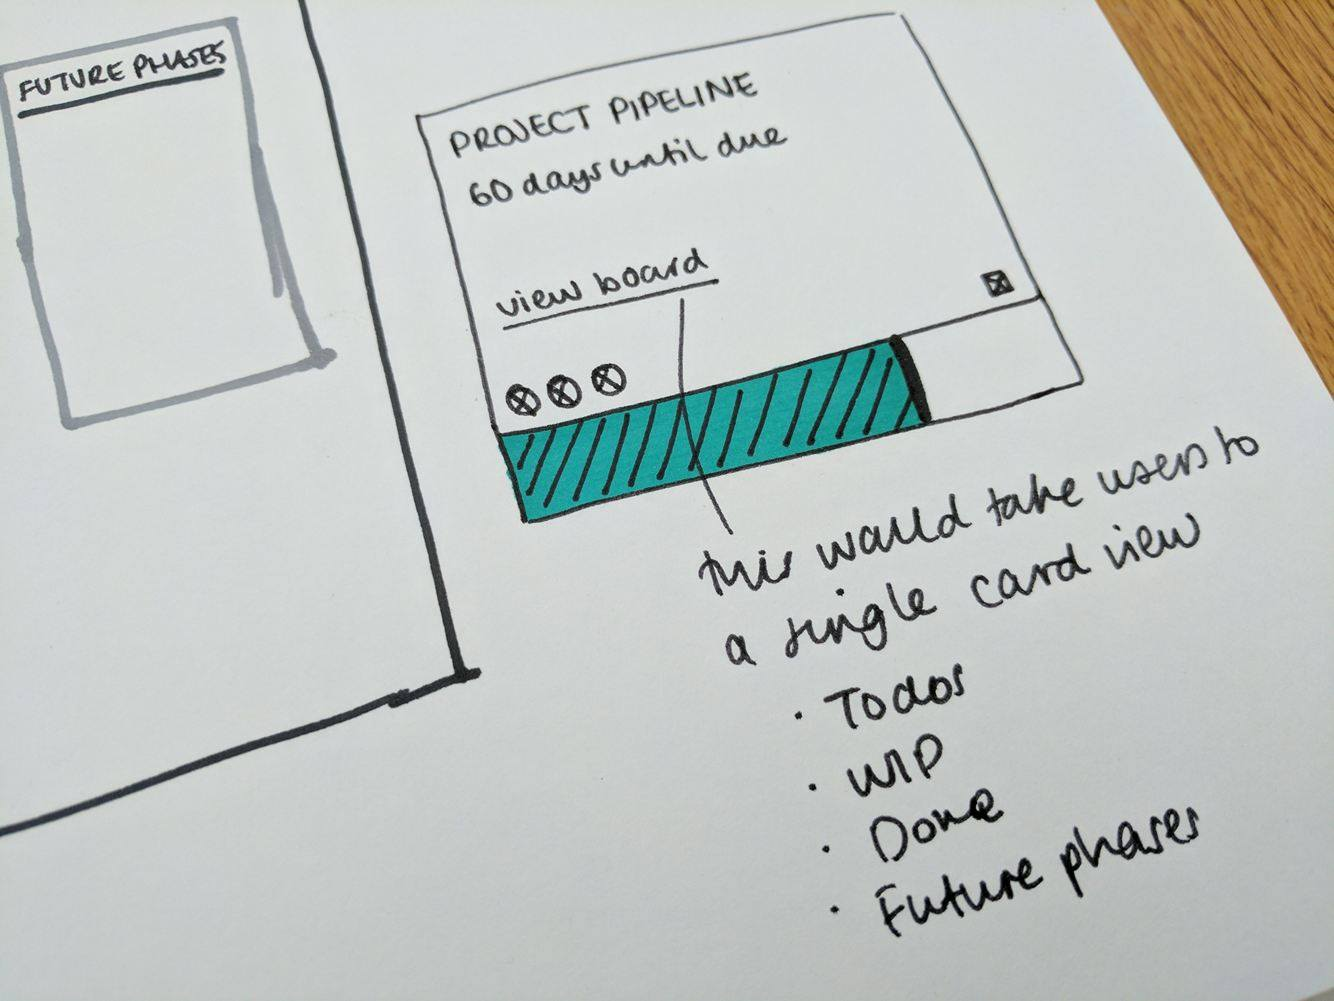 FUTURE PHASES
PROJECT PIPELINE
60 days until due
view board
this would take users to
a single card view
· Todos
· WIP
· Done
· Future phases